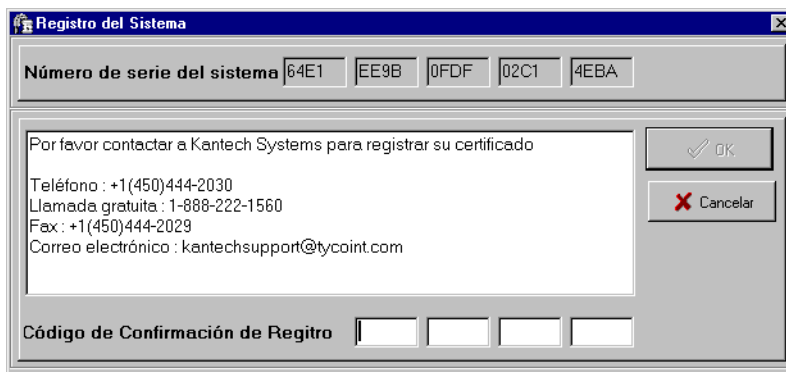 Registro del Sistema
Número de serie del sistema 64E1 EE9B 0FDF 02C1 4EBA
Por favor contactar a Kantech Systems para registrar su certificado
Teléfono : +1(450)444-2030
Llamada gratuita : 1-888-222-1560
Fax : +1(450)444-2029
Correo electrónico : kantechsupport@tycoint.com
OK
Cancelar
Código de Confirmación de Regitro